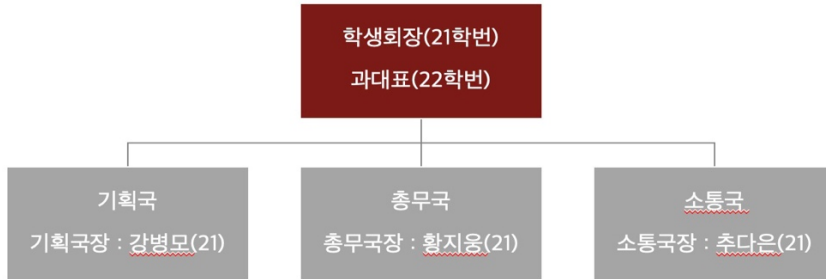 학생회장(21학번)
과대표(22학번)
기획국
기획국장 : 강병모(21)
총무국
총무국장 : 황지웅(21)
소통국
소통국장 : 추다은(21)